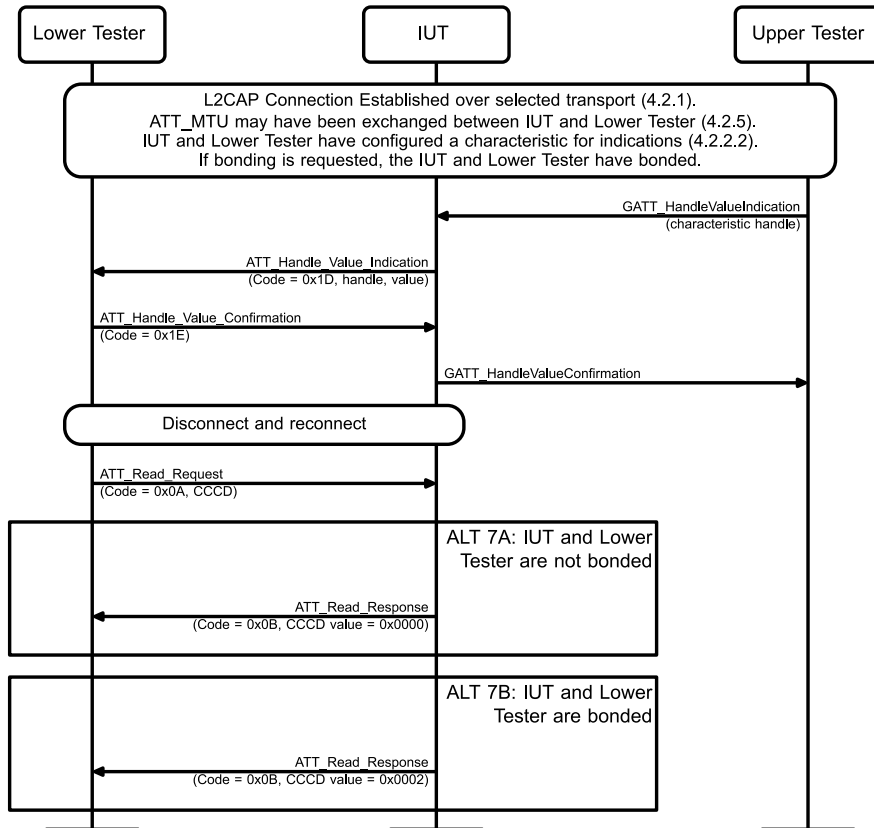 Lower Tester
IUT
Upper Tester
L2CAP Connection Established over selected transport (4.2.1).
ATT_MTU may have been exchanged between IUT and Lower Tester (4.2.5).
IUT and Lower Tester have configured a characteristic for indications (4.2.2.2).
If bonding is requested, the IUT and Lower Tester have bonded.
GATT_HandleValueIndication
(characteristic handle)
ATT_Handle_Value_Indication
(Code = 0x1D, handle, value)
ATT_Handle_Value_Confirmation
(Code = 0x1E)
GATT_HandleValueConfirmation
Disconnect and reconnect
ATT_Read_Request
(Code = 0x0A, CCCD)
ALT 7A: IUT and Lower
Tester are not bonded
ATT_Read_Response
(Code = 0x0B, CCCD value = 0x0000)
ALT 7B: IUT and Lower
Tester are bonded
ATT_Read_Response
(Code = 0x0B, CCCD value = 0x0002)